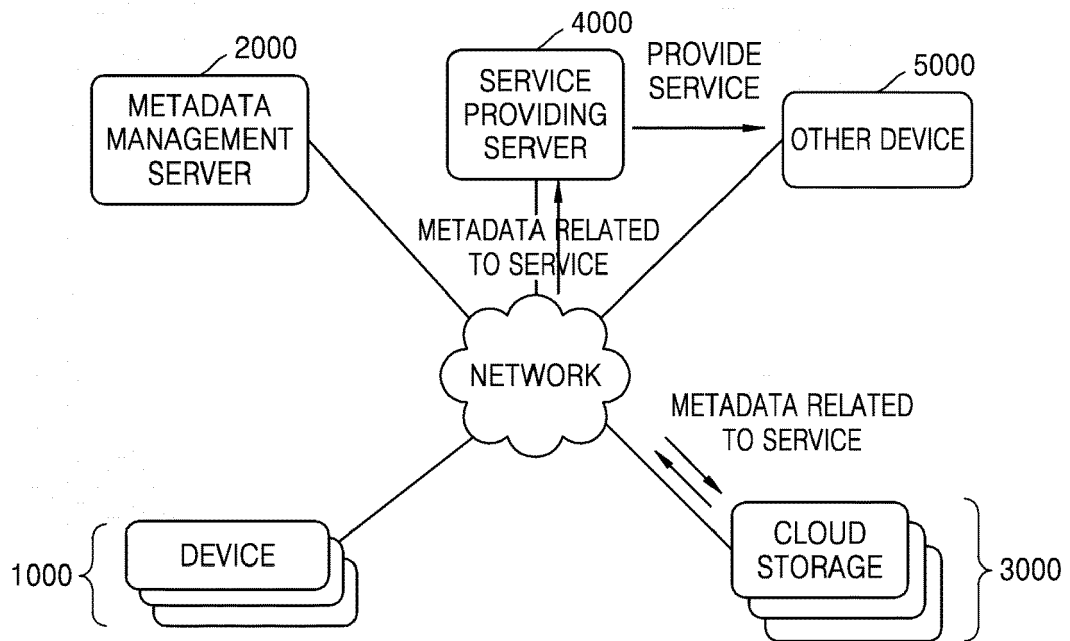 2000
METADATA
MANAGEMENT
SERVER
4000
SERVICE
PROVIDING
SERVER
PROVIDE
SERVICE
5000
OTHER DEVICE
METADATA RELATED
TO SERVICE
NETWORK
METADATA RELATED
TO SERVICE
1000
DEVICE
CLOUD
STORAGE
3000